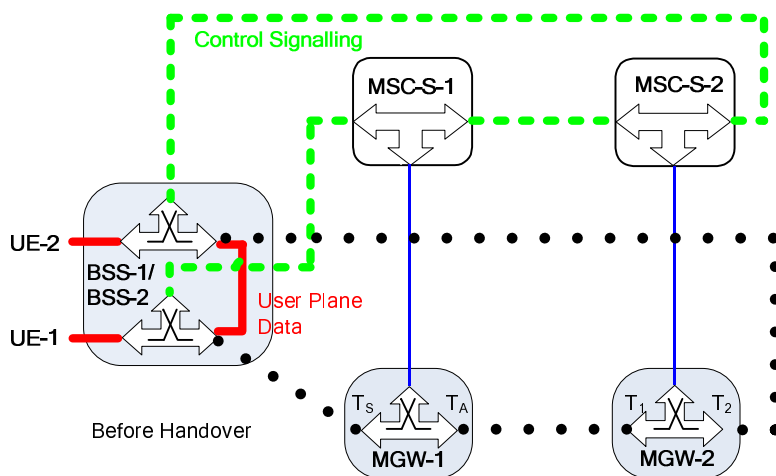 Control Signalling
MSC-S-1
MSC-S-2
UE-2
BSS-1/
BSS-2
User Plane
Data
UE-1
TS
TA
T1
T2
Before Handover
MGW-1
MGW-2